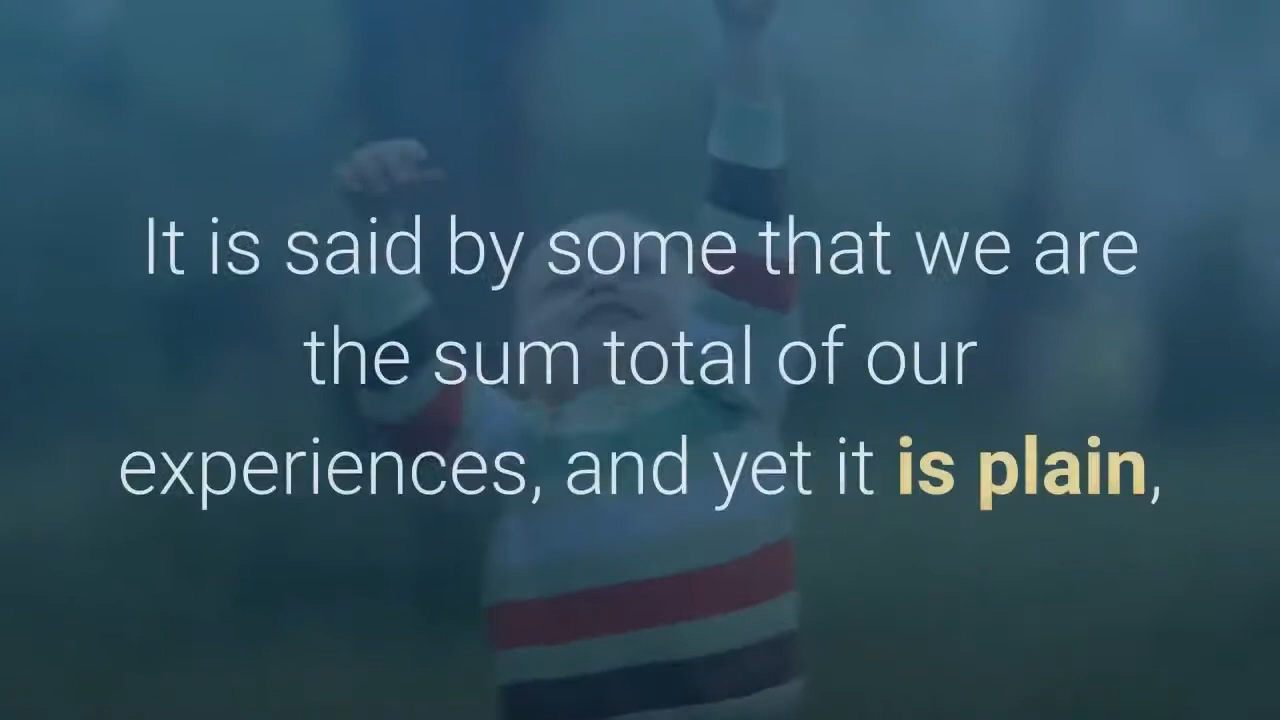 It is said by some that we are
the sum total of our
experiences, and yet it is plain,